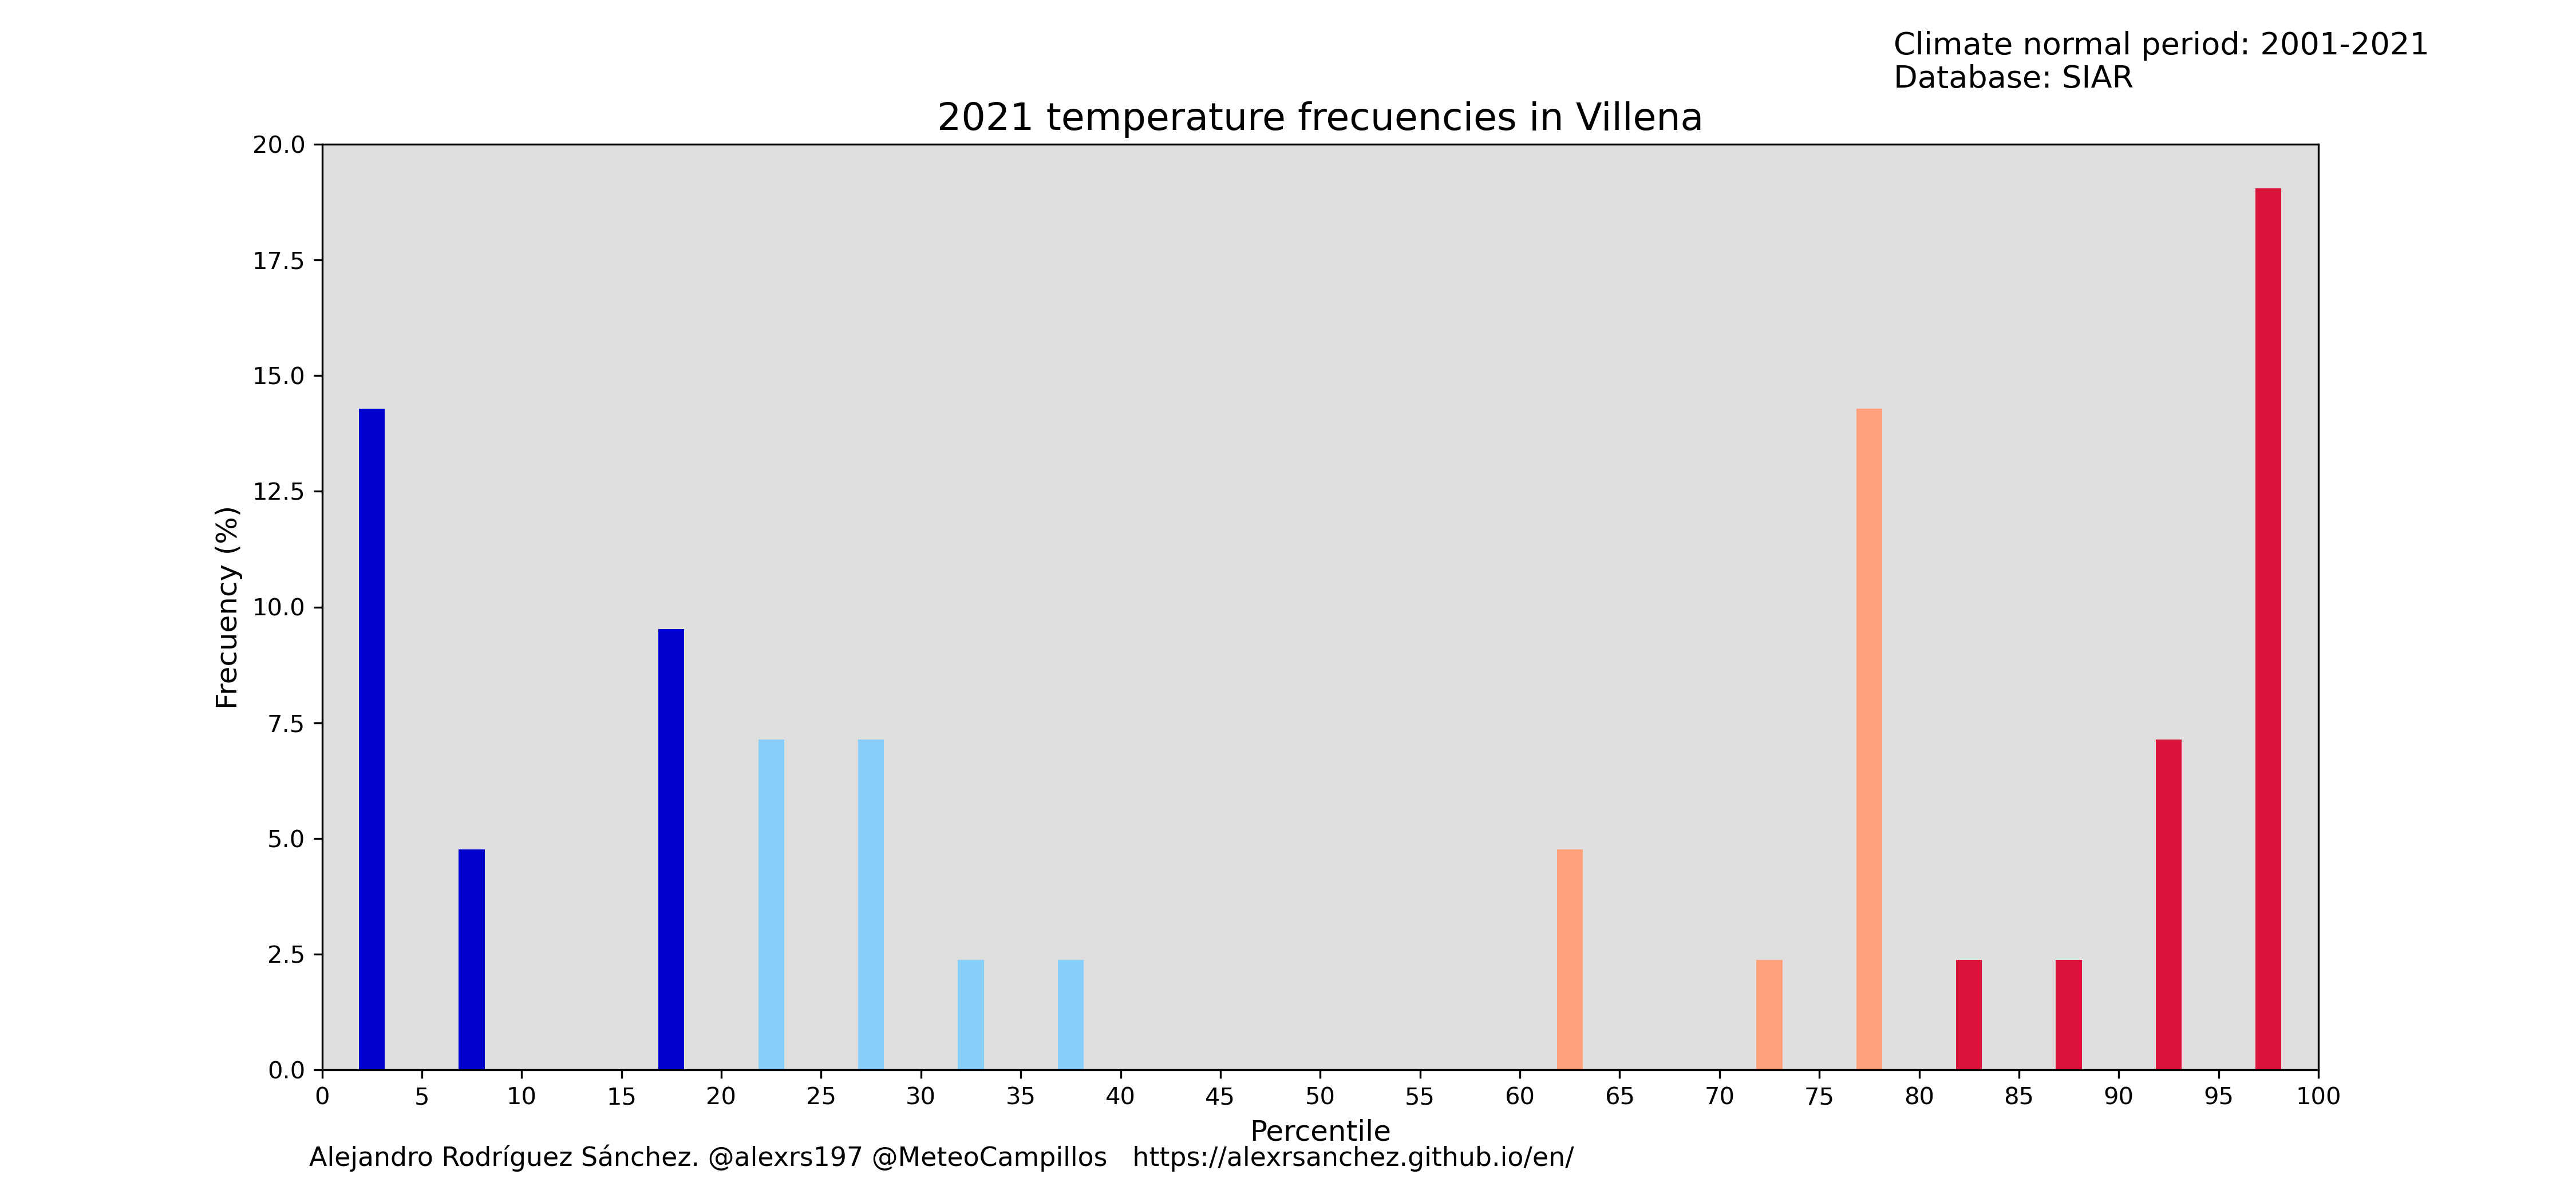 Climate normal period: 2001-2021
Database: SIAR
2021 temperature frecuencies in Villena
20.0
17.5
15.0
12.5
10.0
7.5
5.0
2.5
0.0
Frecuency (%)
0 5 10 15 20 25 30 35 40 45 50 55 60 65 70 75 80 85 90 95 100
Percentile
Alejandro Rodríguez Sánchez. @alexrs197 @MeteoCampillos https://alexrsanchez.github.io/en/